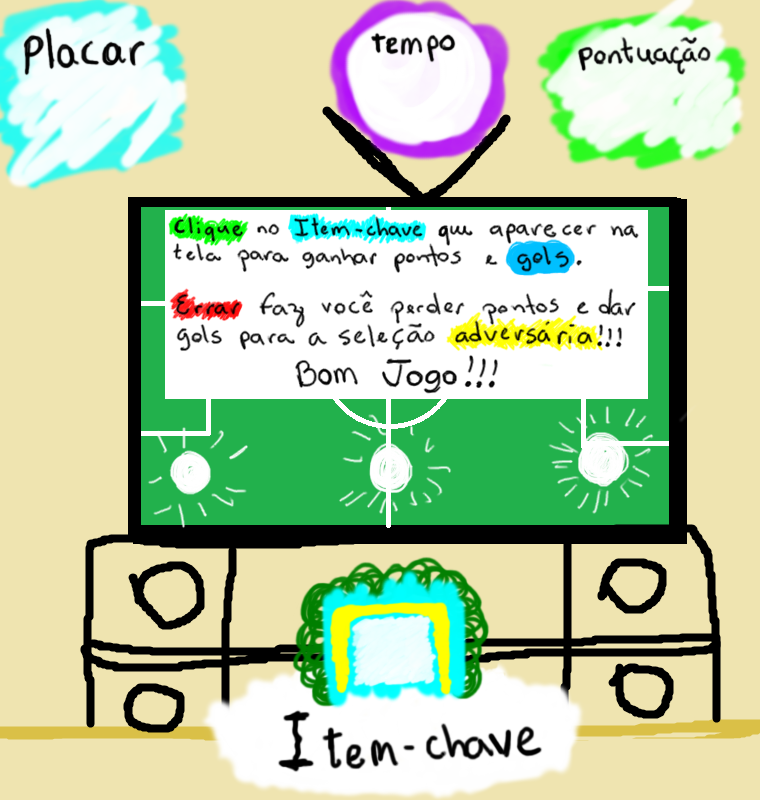 Placar
tempo
pontuação
Clique no Item-chave que aparecer na
tela para ganhar pontos e gols.
Errar faz você perder pontos e dar
gols para a seleção adversária!!!
Bom Jogo!!!
Item-chave